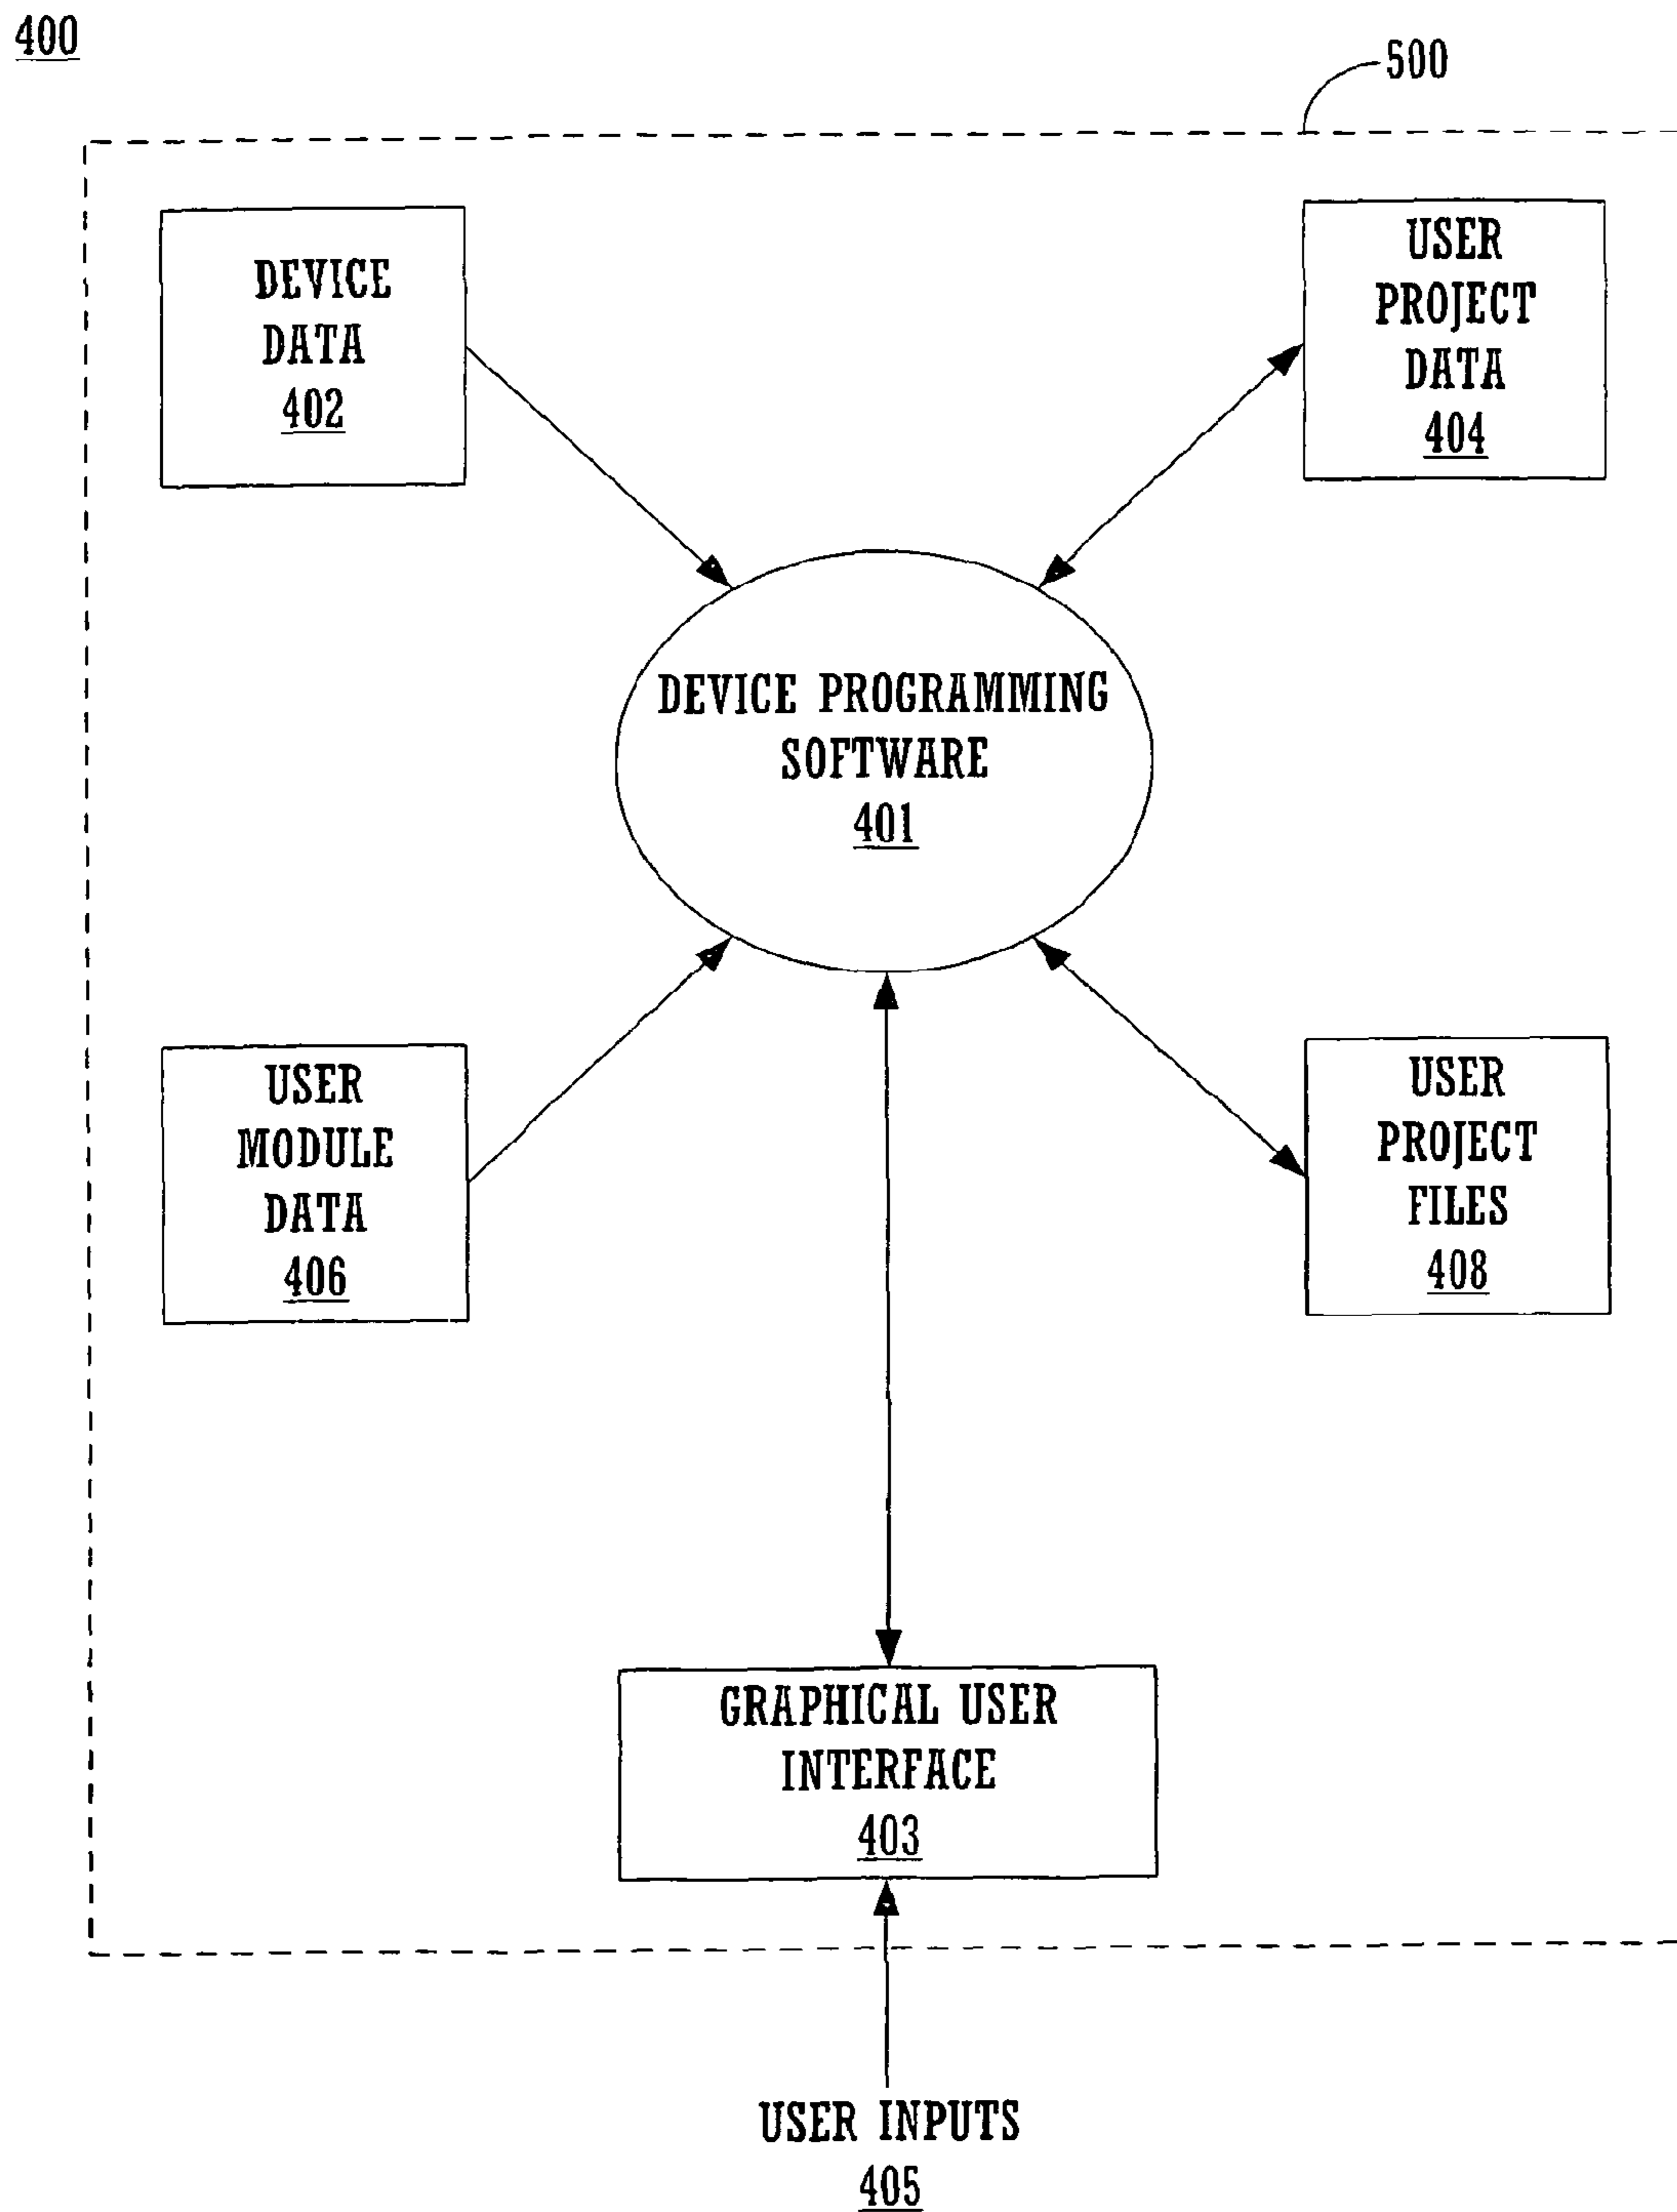 400
500
DEVICE
DATA
402
USER
PROJECT
DATA
404
DEVICE PROGRAMMING
SOFTWARE
401
USER
MODULE
DATA
406
USER
PROJECT
FILES
408
GRAPHICAL USER
INTERFACE
403
USER INPUTS
405